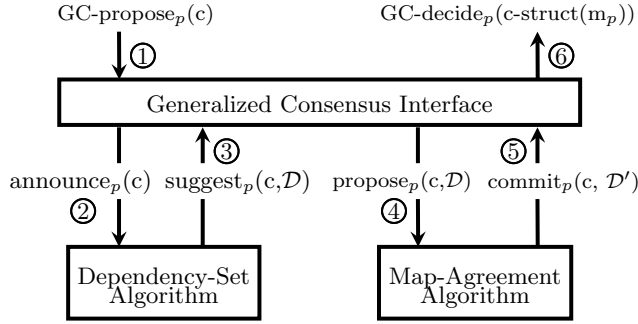 GC-propose_p(c) GC-decide_p(c-struct(m_p))
① ⑥
Generalized Consensus Interface
③ ⑤
announce_p(c) suggest_p(c,𝒟) propose_p(c,𝒟) commit_p(c, 𝒟′)
② ④
Dependency-Set Map-Agreement
Algorithm Algorithm